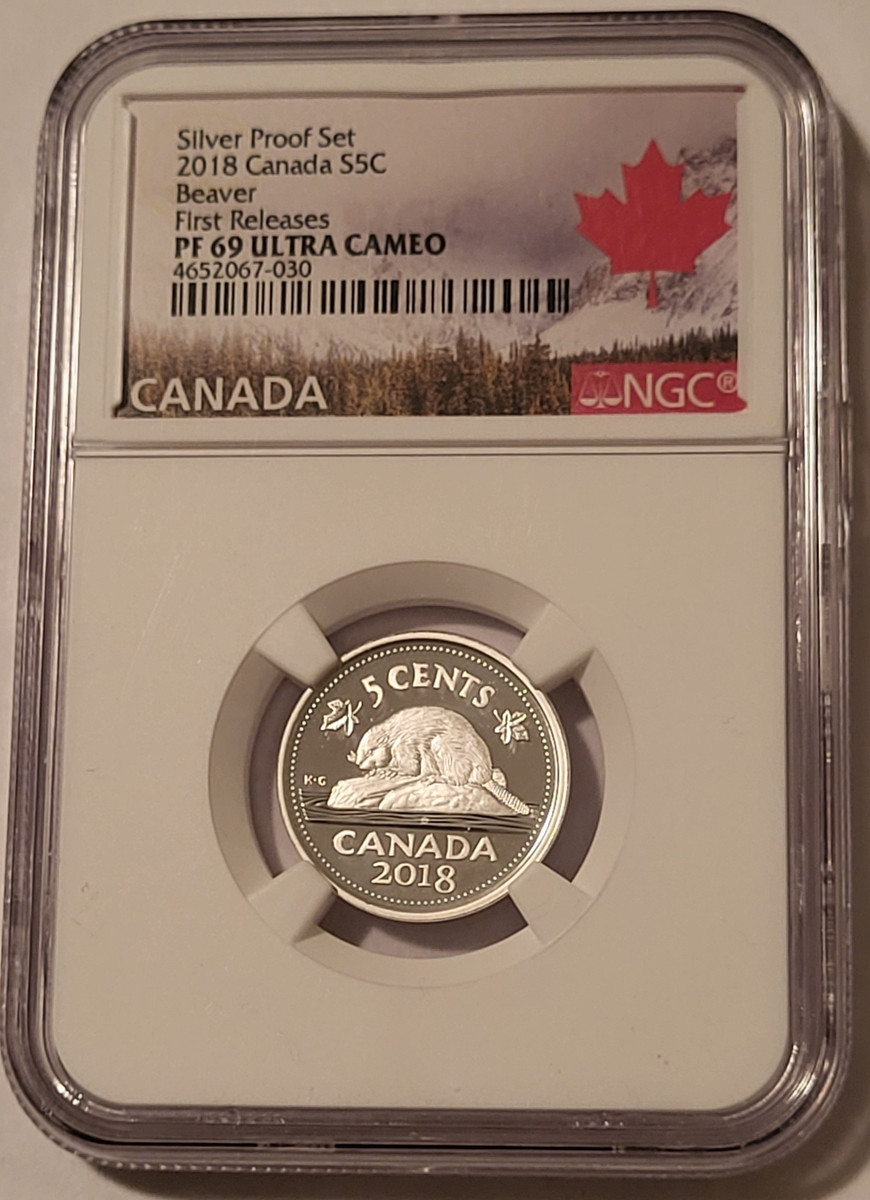 Silver Proof Set
2018 Canada S5C
Beaver
First Releases
PF 69 ULTRA CAMEO
4652067-030
CANADA
NGC®
5 CENTS
K·G
CANADA
2018